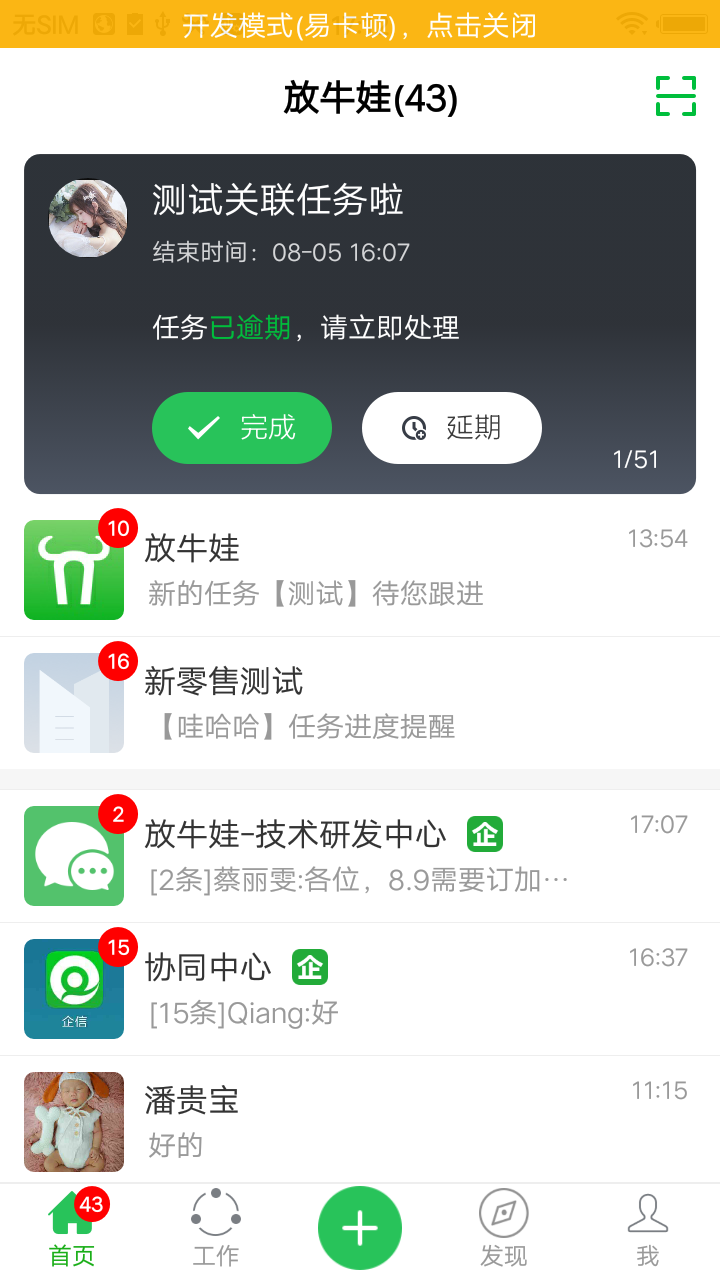 无SIM
开发模式(易卡顿)，点击关闭
放牛娃(43)
测试关联任务啦
结束时间：08-05 16:07
任务已逾期，请立即处理
完成
延期
1/51
10
放牛娃
13:54
新的任务【测试】待您跟进
16
新零售测试
【哇哈哈】任务进度提醒
2
放牛娃-技术研发中心
企
17:07
[2条]蔡丽雯:各位，8.9需要订加…
15
协同中心
企
16:37
企信
[15条]Qiang:好
潘贵宝
11:15
好的
43
首页
工作
发现
我